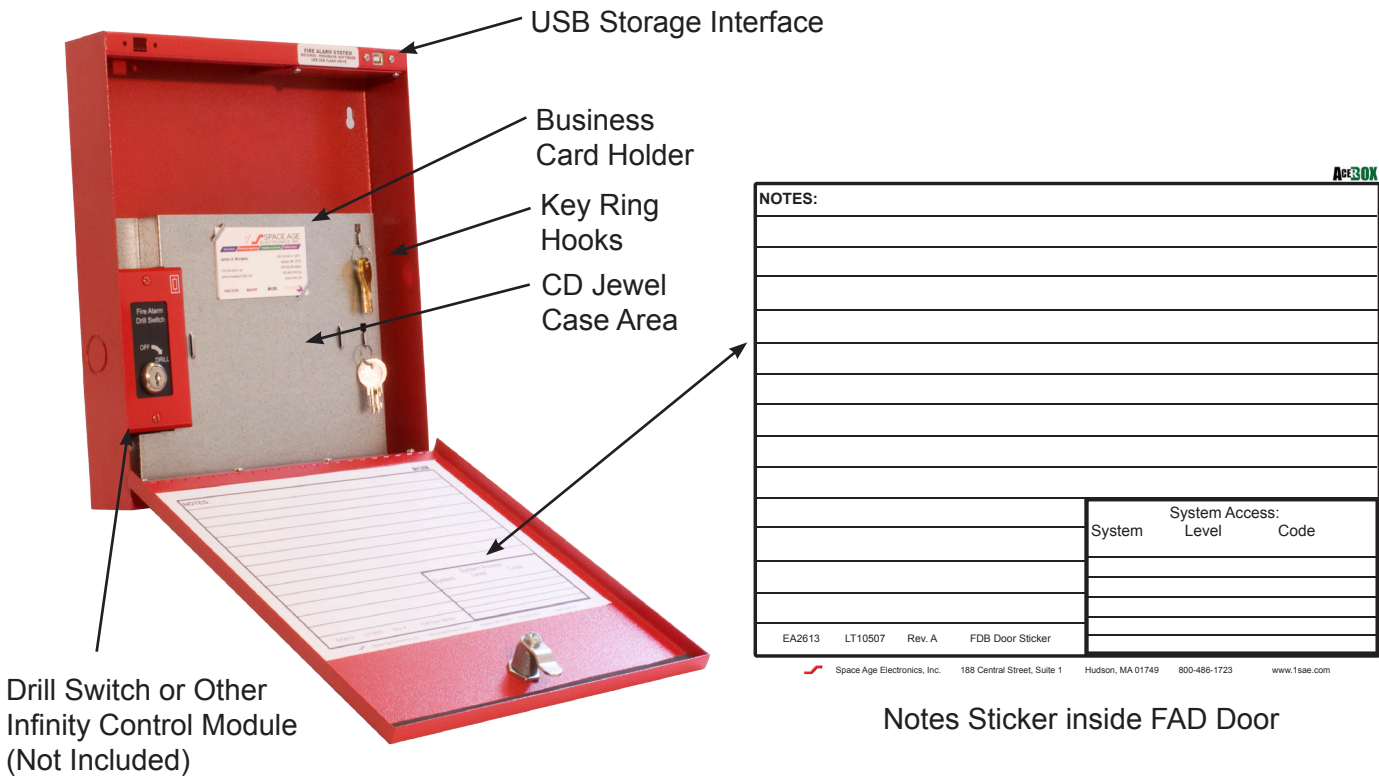 USB Storage Interface
FIRE ALARM SYSTEM
Business
Card Holder
Key Ring
Hooks
CD Jewel
Case Area
SPACE AGE
Fire Alarm
Drill Switch
OFF
DRILL
NOTES:
System Access:
System Level Code
Drill Switch or Other
Infinity Control Module
(Not Included)
ACEBOX
NOTES:
System Access:
System Level Code
EA2613 LT10507 Rev. A FDB Door Sticker
Space Age Electronics, Inc. 188 Central Street, Suite 1 Hudson, MA 01749 800-486-1723 www.1sae.com
Notes Sticker inside FAD Door